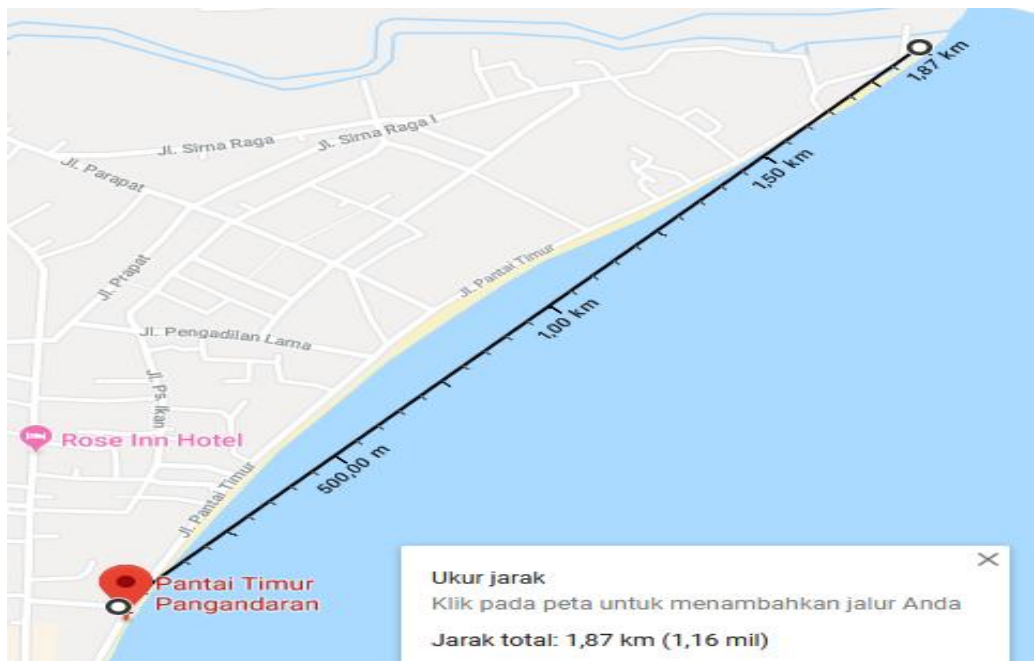 1,87 km
Jl. Sirna Raga I
Jl. Sirna Raga
Jl. Parapat
1,50 km
Jl. Pantai Timur
Jl. Prapat
1,00 km
Jl. Pengadilan Lama
Jl. Ps. Ikan
Rose Inn Hotel
500,00 m
Jl. Pantai Timur
Pantai Timur
Pangandaran
Ukur jarak
Klik pada peta untuk menambahkan jalur Anda
Jarak total: 1,87 km (1,16 mil)